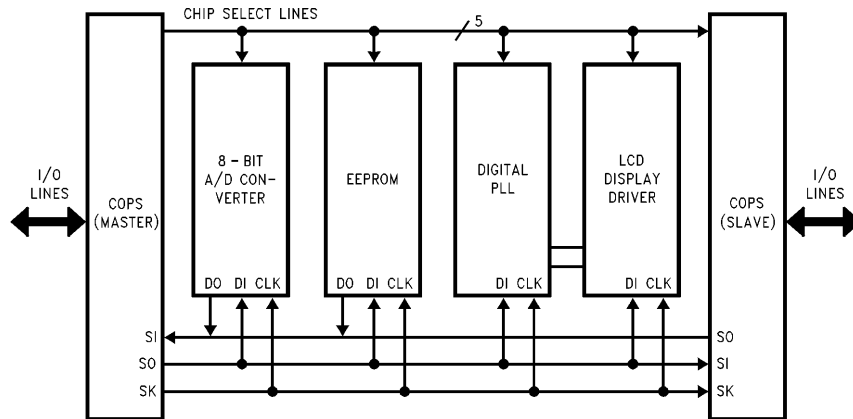 CHIP SELECT LINES
5
8 - BIT
A/D CON-
VERTER
EEPROM
DIGITAL
PLL
LCD
DISPLAY
DRIVER
I/O
LINES
COPS
(MASTER)
COPS
(SLAVE)
I/O
LINES
DO DI CLK
DO DI CLK
DI CLK
DI CLK
SI
SO
SO
SI
SK
SK